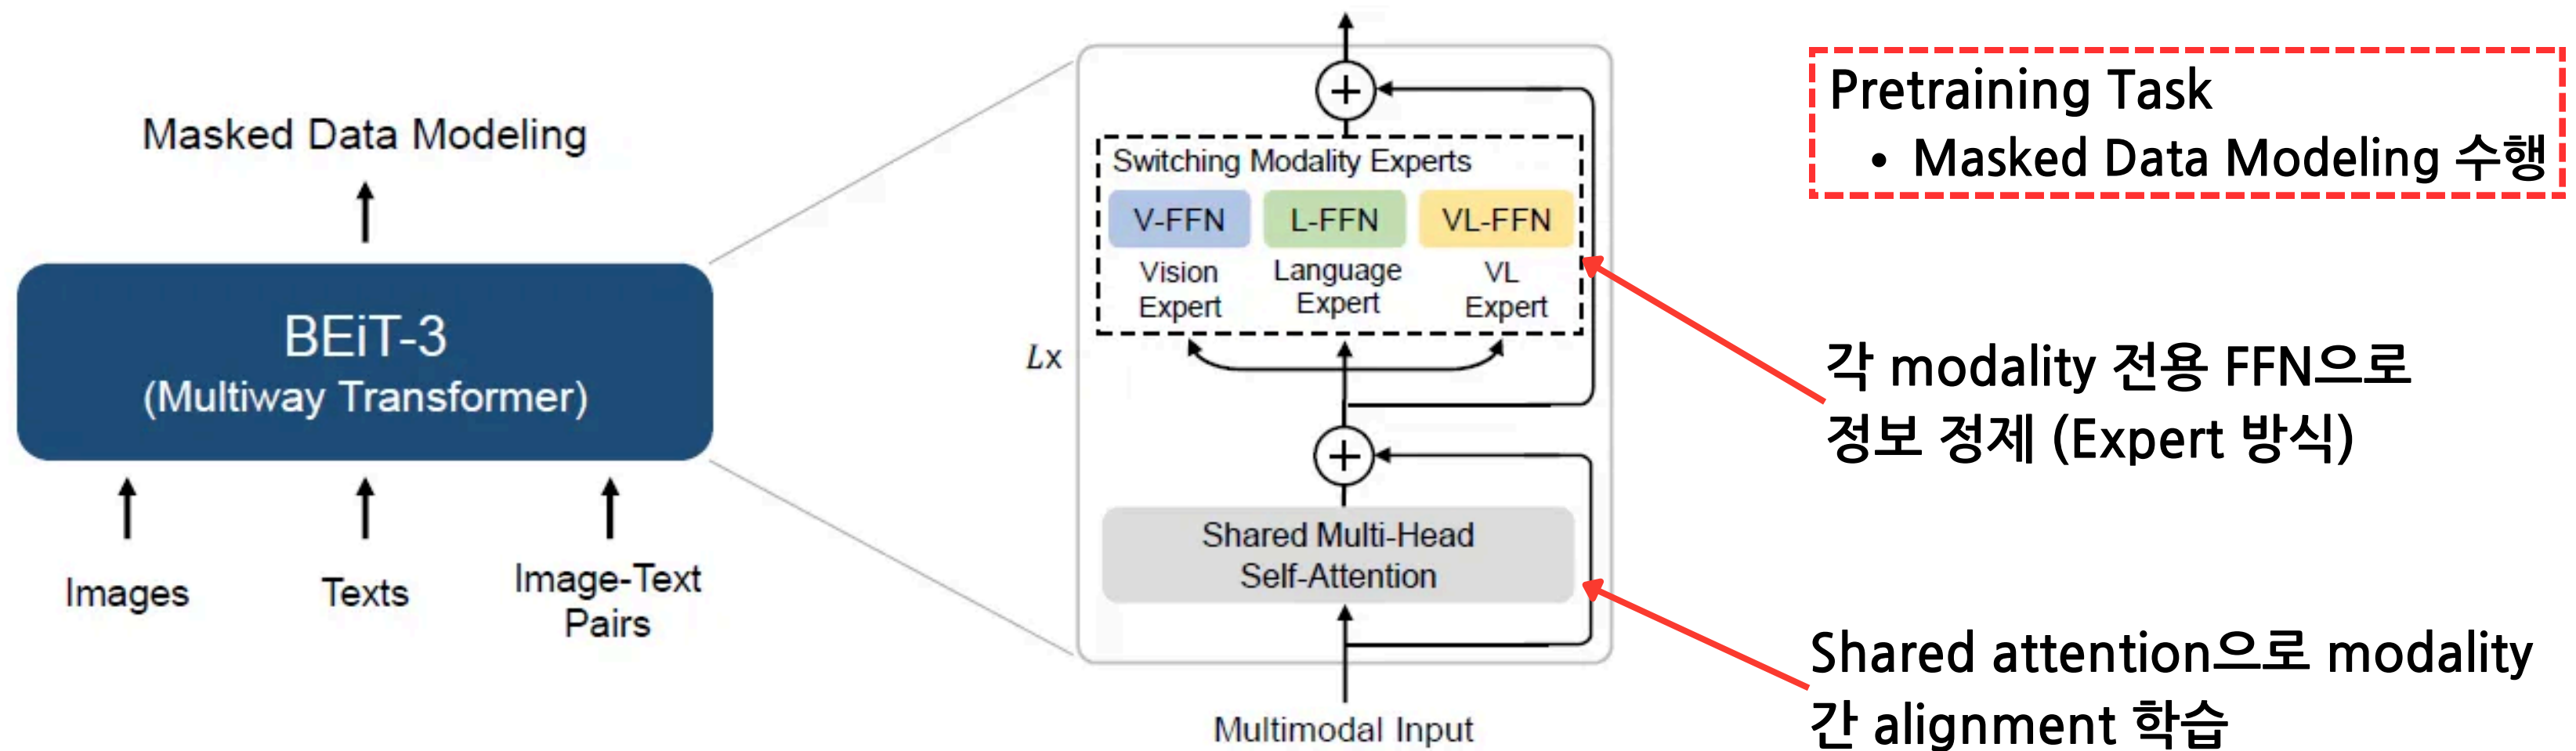 Masked Data Modeling
BEiT-3
(Multiway Transformer)
Images
Texts
Image-Text
Pairs
Lx
Switching Modality Experts
V-FFN
L-FFN
VL-FFN
Vision
Expert
Language
Expert
VL
Expert
Shared Multi-Head
Self-Attention
Multimodal Input
Pretraining Task
• Masked Data Modeling 수행
각 modality 전용 FFN으로
정보 정제 (Expert 방식)
Shared attention으로 modality
간 alignment 학습